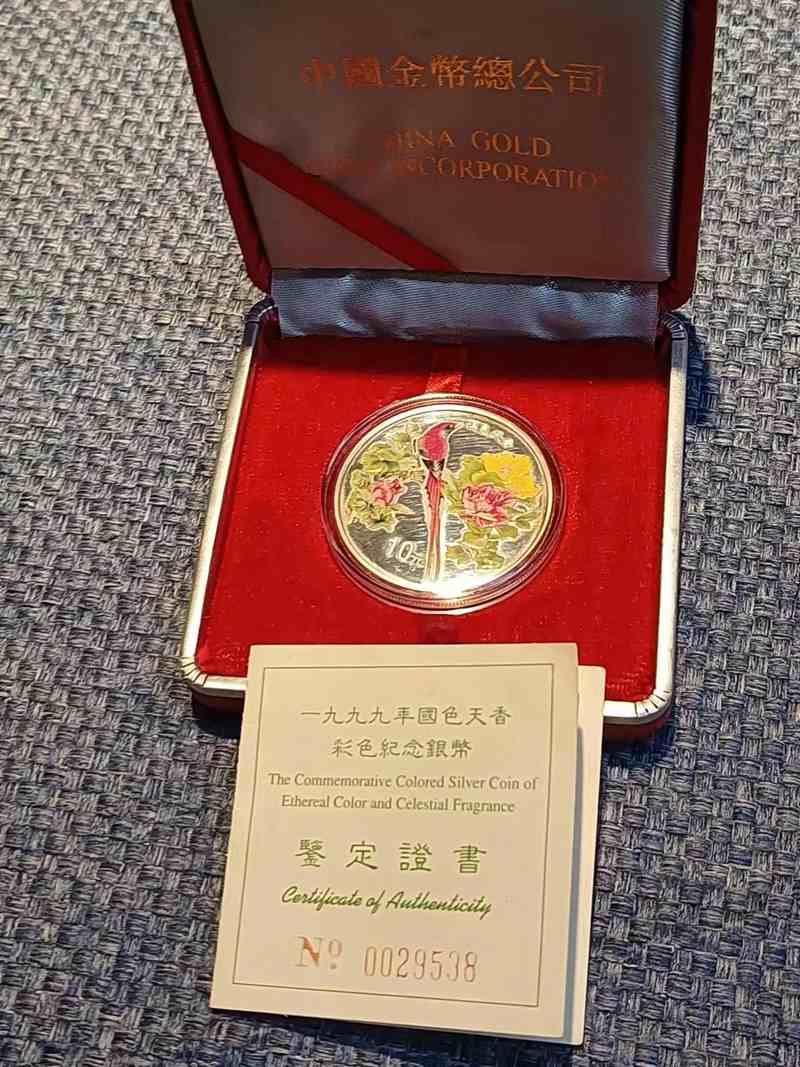 中國金幣總公司
CHINA GOLD
INCORPORATION
10元
一九九九年國色天香
彩色紀念銀幣
The Commemorative Colored Silver Coin of
Ethereal Color and Celestial Fragrance
鑒定證書
Certificate of Authenticity
Nº 0029538